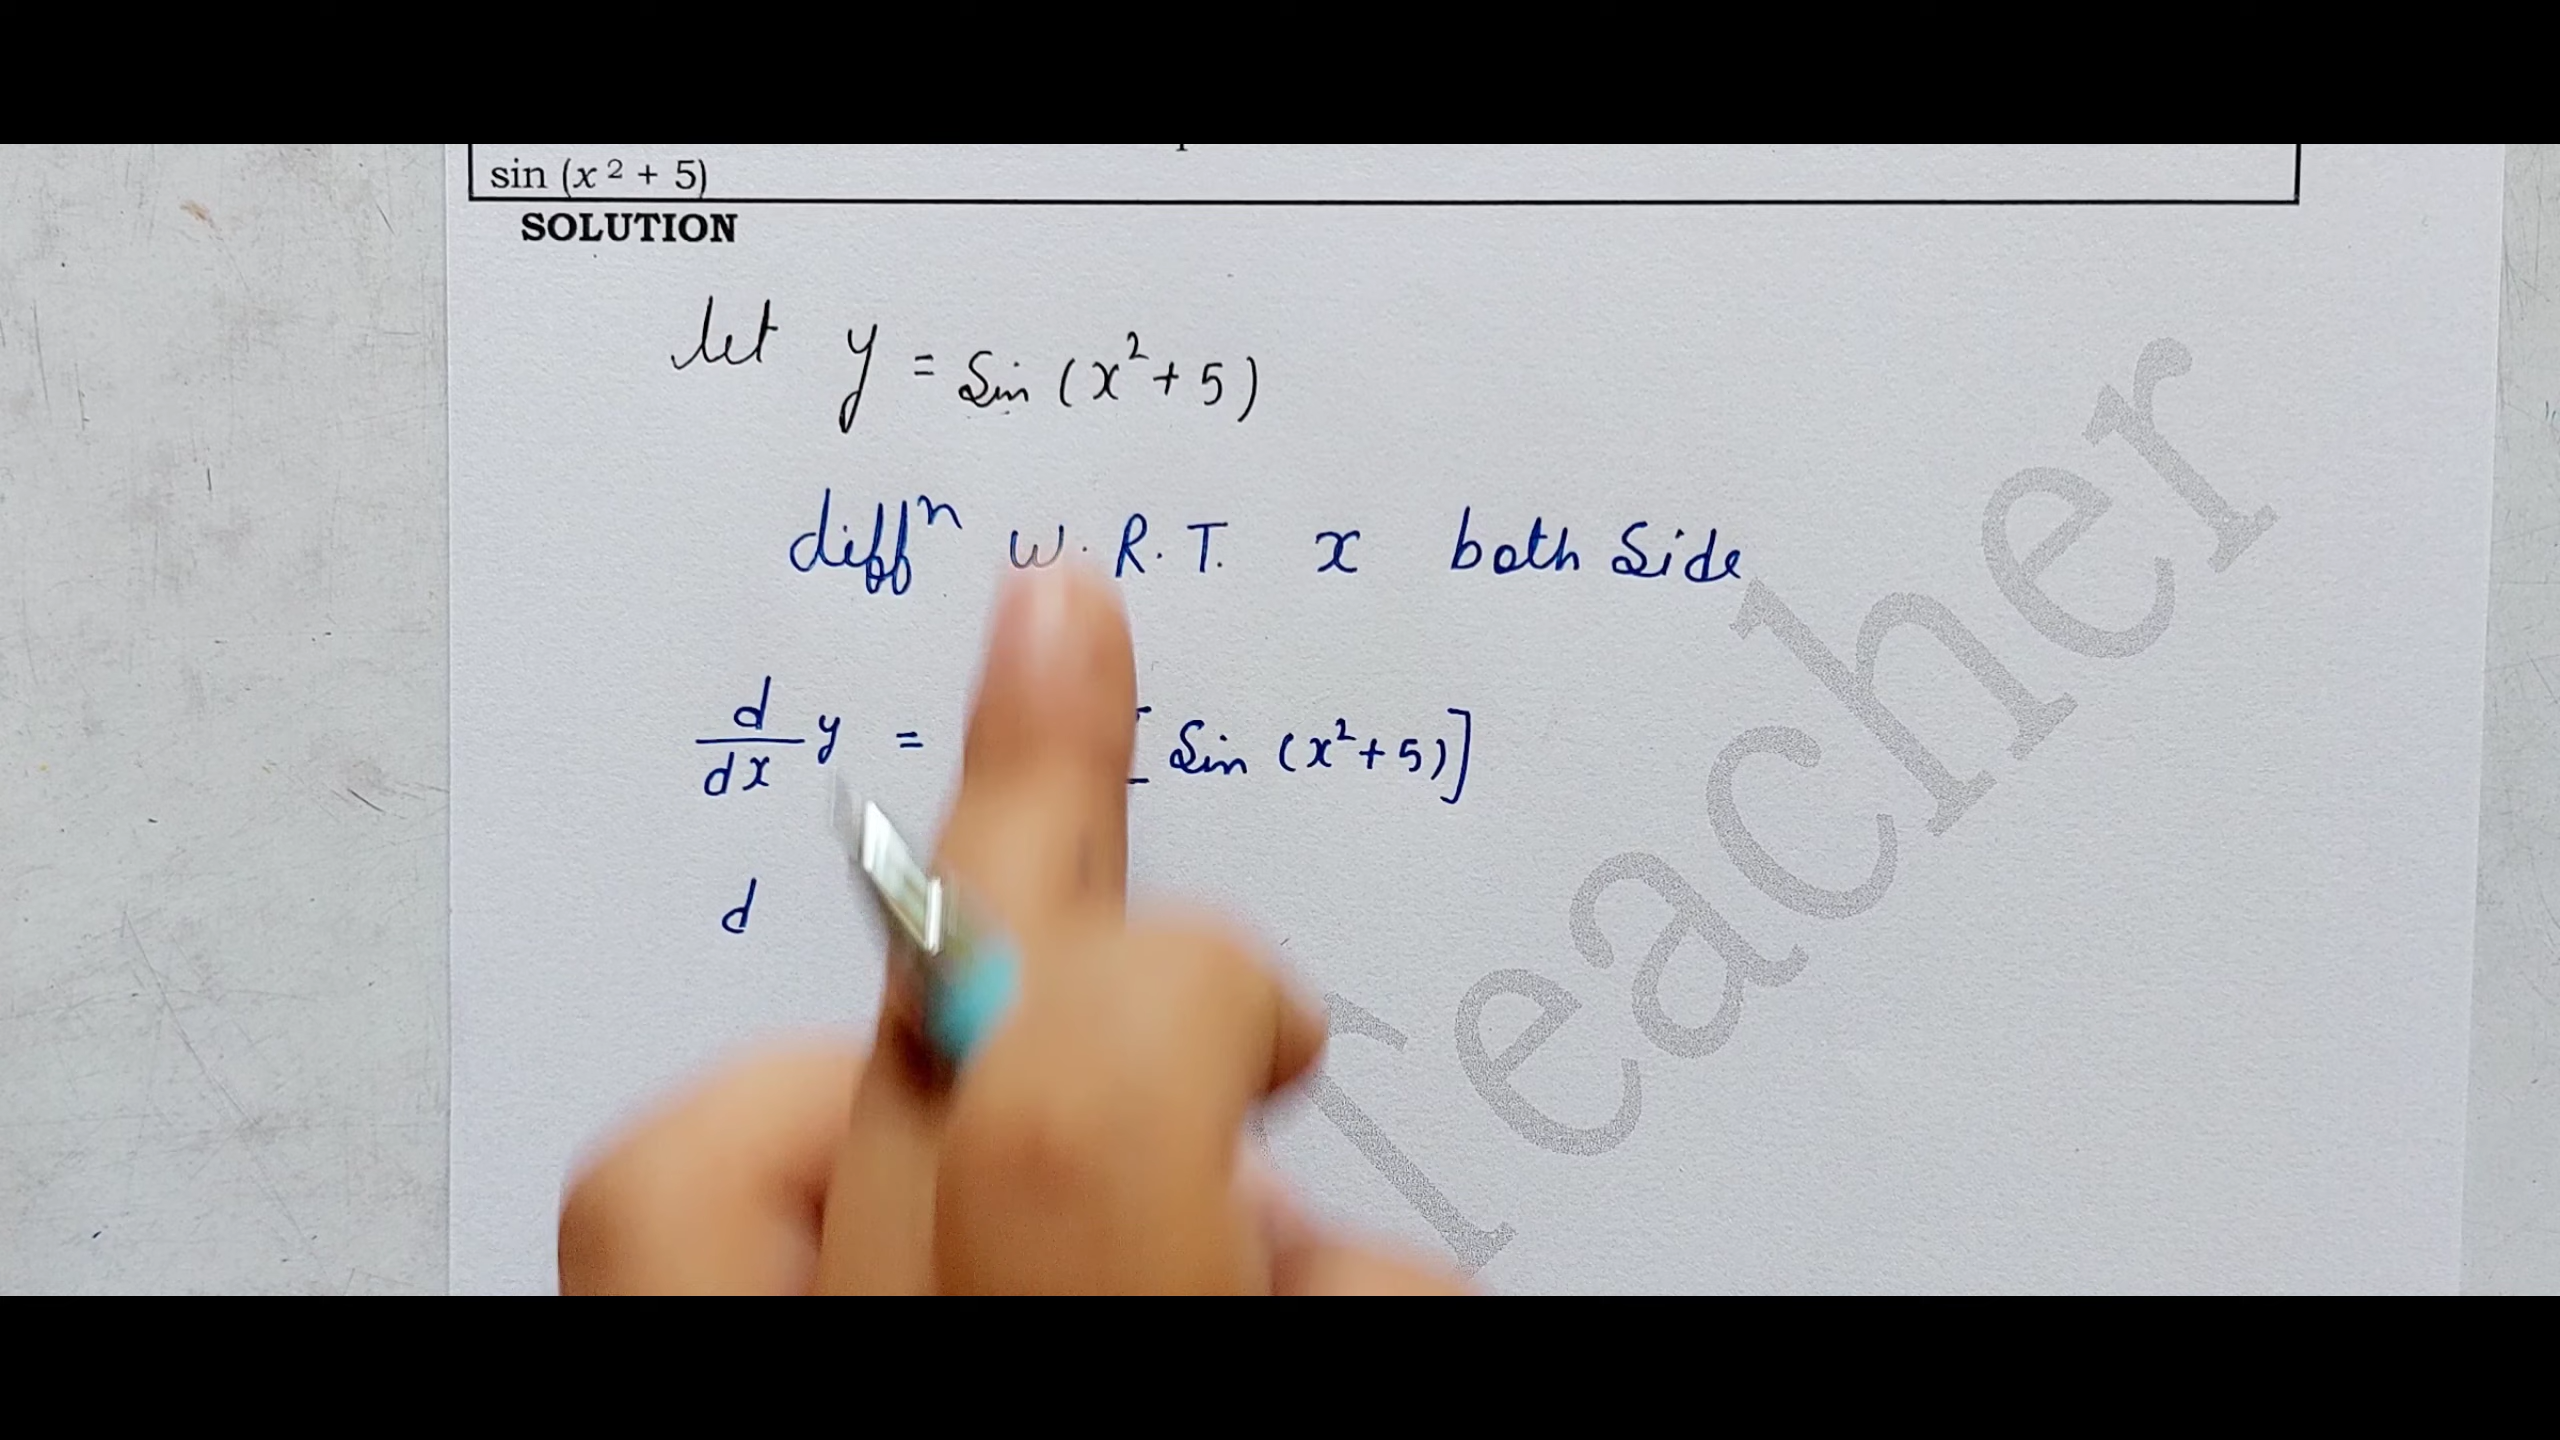 sin (x² + 5)
SOLUTION
let y = Sin (x² + 5)
diffⁿ W. R. T. x both Side
d/dx y = [ Sin (x² + 5)]
d
Teacher